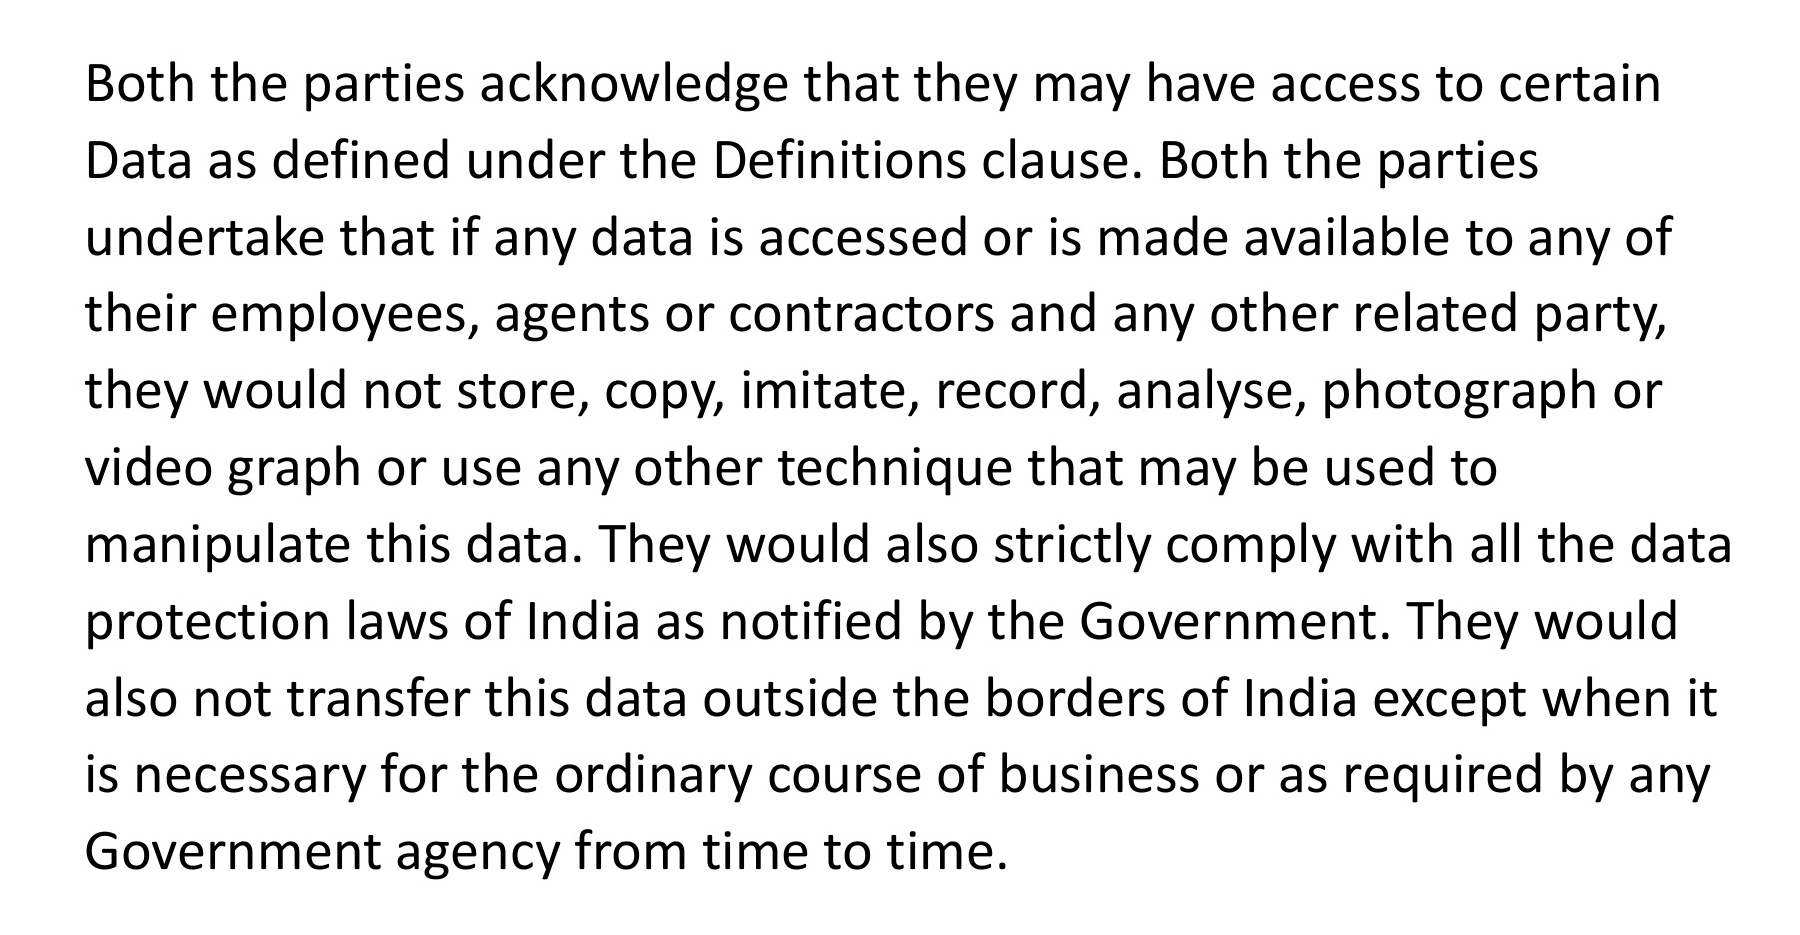 Both the parties acknowledge that they may have access to certain
Data as defined under the Definitions clause. Both the parties
undertake that if any data is accessed or is made available to any of
their employees, agents or contractors and any other related party,
they would not store, copy, imitate, record, analyse, photograph or
video graph or use any other technique that may be used to
manipulate this data. They would also strictly comply with all the data
protection laws of India as notified by the Government. They would
also not transfer this data outside the borders of India except when it
is necessary for the ordinary course of business or as required by any
Government agency from time to time.